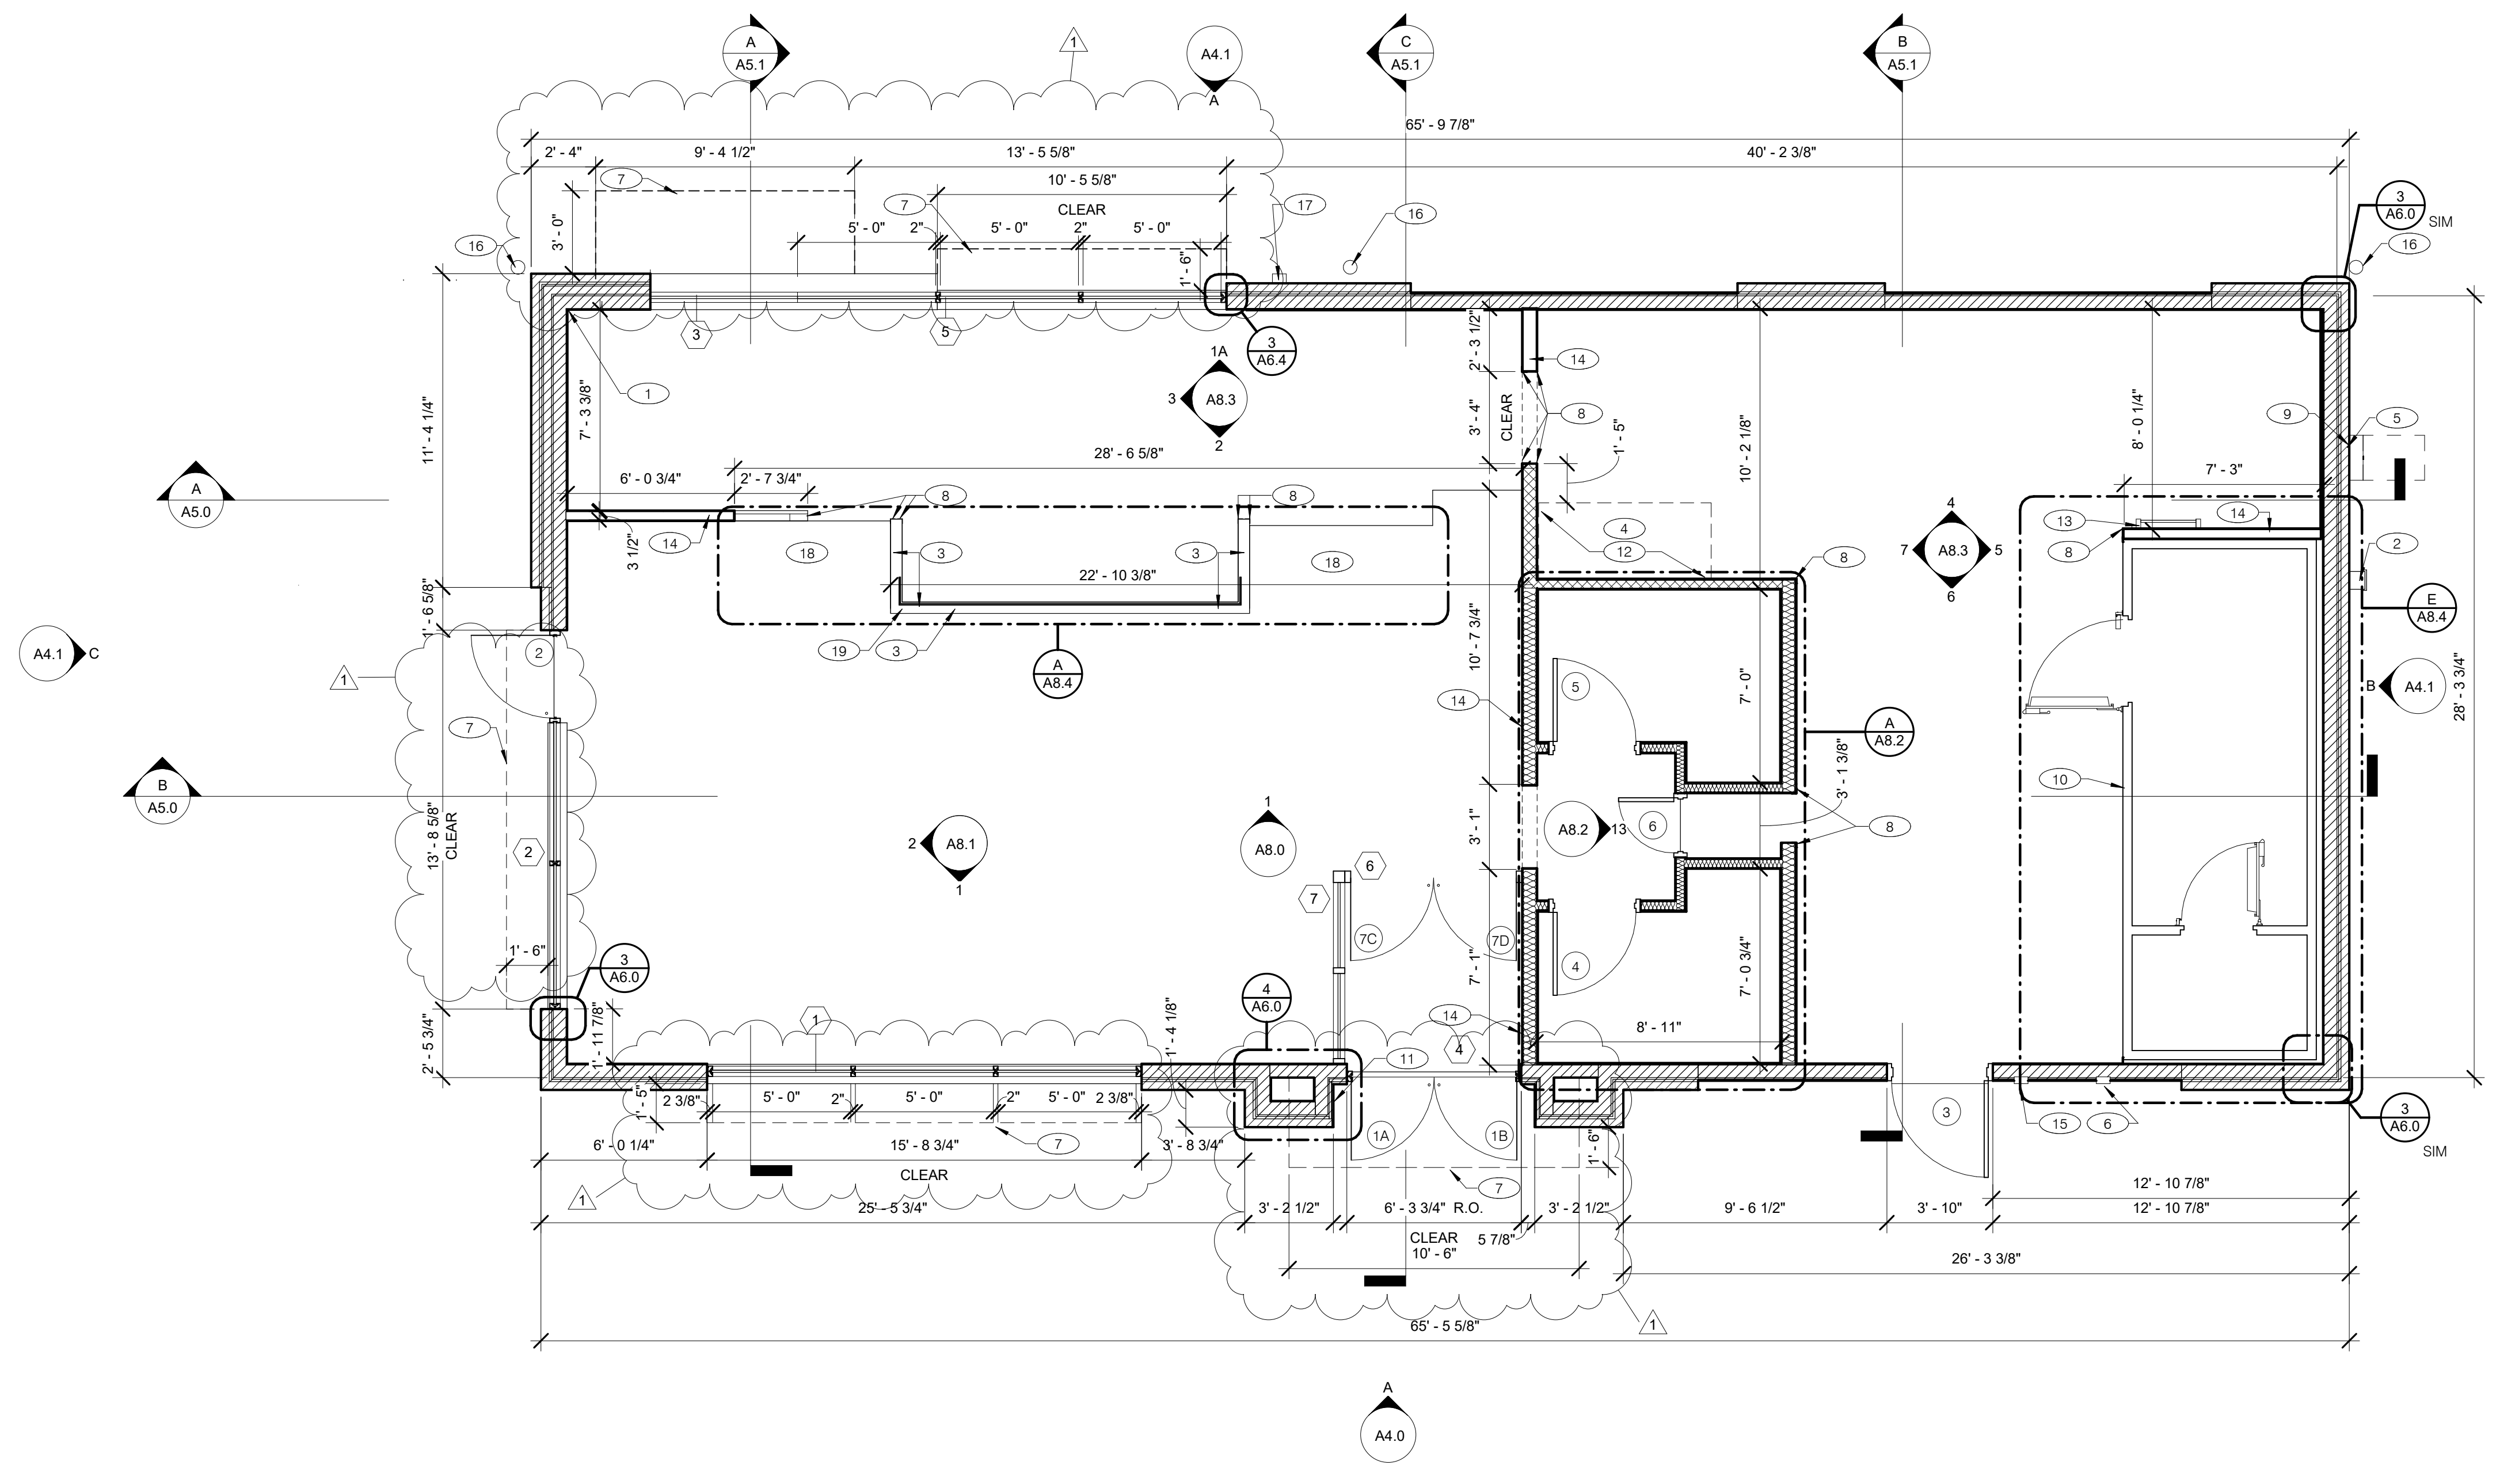 A
A5.1
1
A4.1
A
C
A5.1
B
A5.1
65' - 9 7/8"
2' - 4"
9' - 4 1/2"
13' - 5 5/8"
40' - 2 3/8"
7
10' - 5 5/8"
CLEAR
7
17
16
3
A6.0
SIM
16
3' - 0"
5' - 0"
2"
5' - 0"
2"
5' - 0"
16
1' - 6"
3
5
3
A6.4
1
1A
3
A8.3
2
2' - 3 1/2"
14
3' - 4"
CLEAR
8
1' - 5"
10' - 2 1/8"
8' - 0 1/4"
9
5
11' - 4 1/4"
7' - 3 3/8"
28' - 6 5/8"
6' - 0 3/4"
2' - 7 3/4"
8
8
7' - 3"
A
A5.0
14
3 1/2"
18
3
3
18
4
12
8
4
7
A8.3
5
6
13
14
8
2
22' - 10 3/8"
1' - 6 5/8"
E
A8.4
A4.1
C
2
19
3
A
A8.4
10' - 7 3/4"
1
5
7' - 0"
14
B
A4.1
28' - 3 3/4"
7
A
A8.2
3' - 1 3/8"
10
B
A5.0
13' - 8 5/8"
CLEAR
2
2
A8.1
1
1
A8.0
3' - 1"
A8.2
13
6
8
6
7
7C
7D
7' - 1"
4
7' - 0 3/4"
1' - 6"
3
A6.0
4
A6.0
2' - 5 3/4"
1' - 11 7/8"
1
1' - 4 1/8"
14
4
11
8' - 11"
1' - 5"
2 3/8"
5' - 0"
2"
5' - 0"
2"
5' - 0"
2 3/8"
7
6' - 0 1/4"
15' - 8 3/4"
CLEAR
3' - 8 3/4"
1A
1B
1' - 6"
7
3
15
6
3
A6.0
SIM
1
12' - 10 7/8"
25' - 5 3/4"
3' - 2 1/2"
6' - 3 3/4" R.O.
CLEAR
5 7/8"
3' - 2 1/2"
9' - 6 1/2"
3' - 10"
12' - 10 7/8"
10' - 6"
26' - 3 3/8"
65' - 5 5/8"
1
A
A4.0